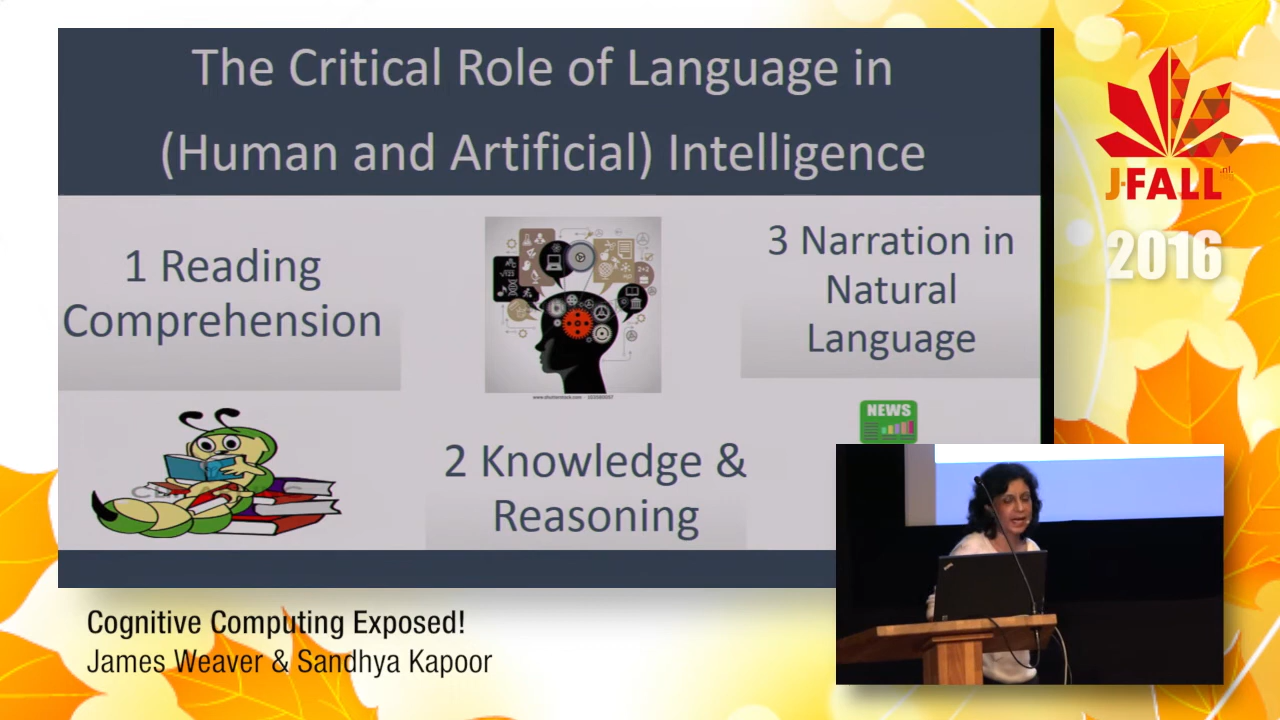 The Critical Role of Language in
(Human and Artificial) Intelligence
1 Reading
Comprehension
2 Knowledge &
Reasoning
3 Narration in
Natural
Language
NEWS
J-FALL
.nl
2016
Cognitive Computing Exposed!
James Weaver & Sandhya Kapoor